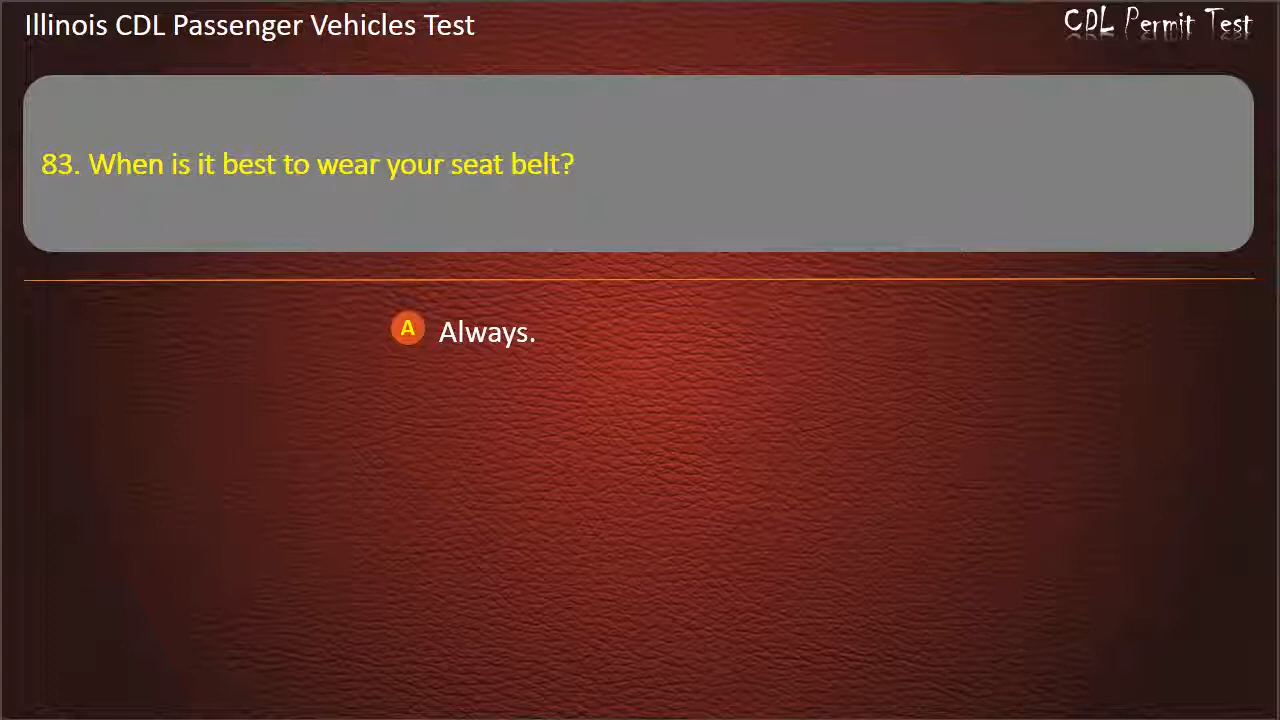 Illinois CDL Passenger Vehicles Test
CDL Permit Test
83. When is it best to wear your seat belt?
A Always.